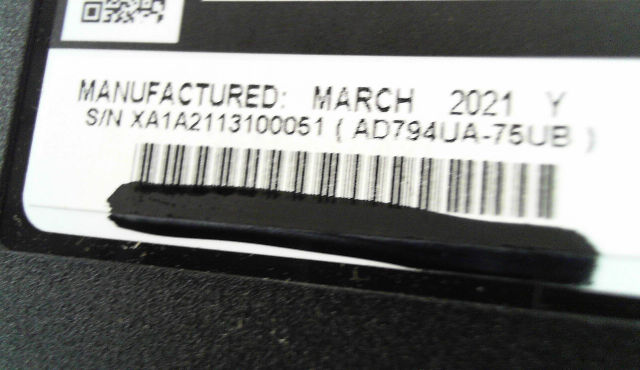 MANUFACTURED: MARCH 2021 Y
S/N XA1A2113100051 ( AD794UA-75UB )